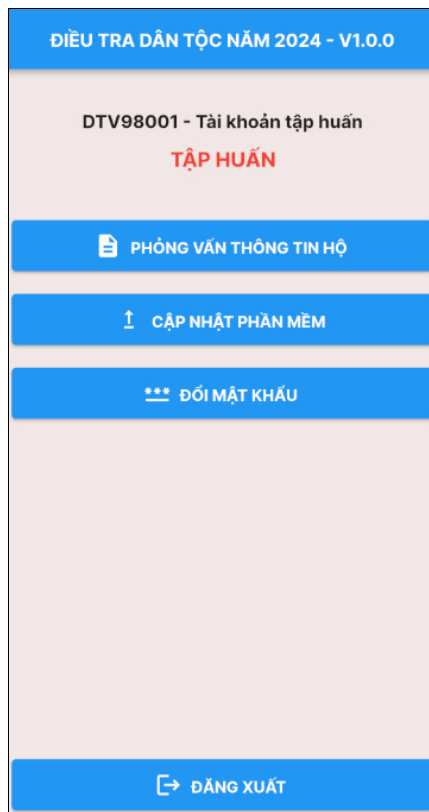 ĐIỀU TRA DÂN TỘC NĂM 2024 - V1.0.0
DTV98001 - Tài khoản tập huấn
TẬP HUẤN
PHỎNG VẤN THÔNG TIN HỘ
CẬP NHẬT PHẦN MỀM
ĐỔI MẬT KHẨU
ĐĂNG XUẤT